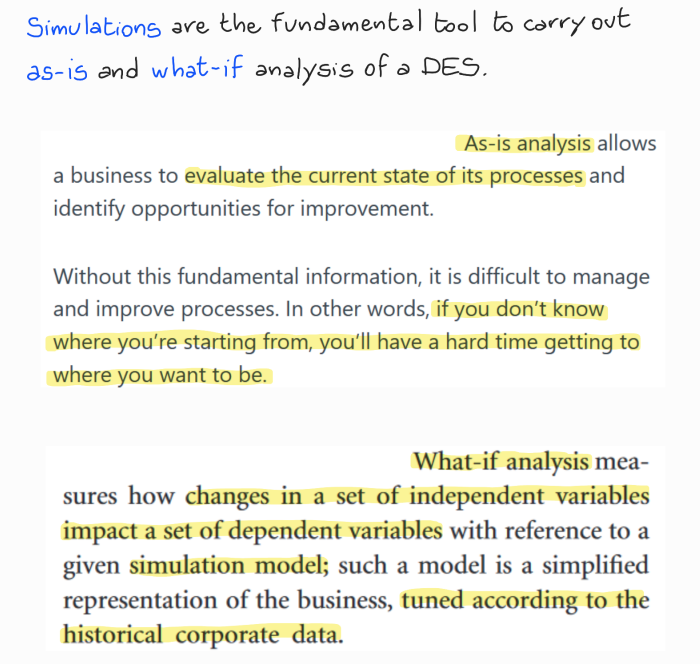 Simulations are the fundamental tool to carry out
as-is and what-if analysis of a DES.
As-is analysis allows
a business to evaluate the current state of its processes and
identify opportunities for improvement.
Without this fundamental information, it is difficult to manage
and improve processes. In other words, if you don't know
where you're starting from, you'll have a hard time getting to
where you want to be.
What-if analysis mea-
sures how changes in a set of independent variables
impact a set of dependent variables with reference to a
given simulation model; such a model is a simplified
representation of the business, tuned according to the
historical corporate data.